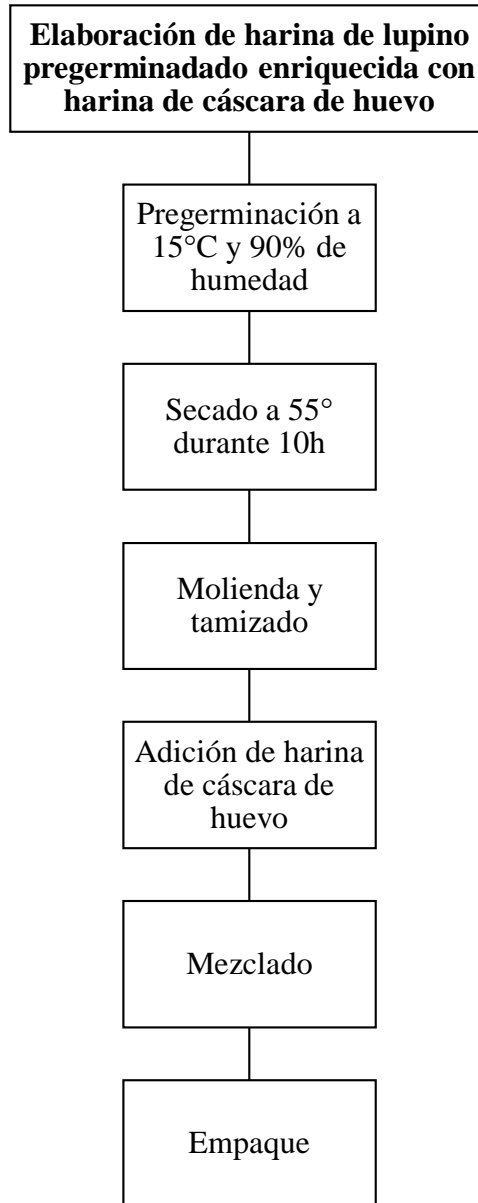 Elaboración de harina de lupino
pregerminadado enriquecida con
harina de cáscara de huevo
Pregerminación a
15°C y 90% de
humedad
Secado a 55°
durante 10h
Molienda y
tamizado
Adición de harina
de cáscara de
huevo
Mezclado
Empaque